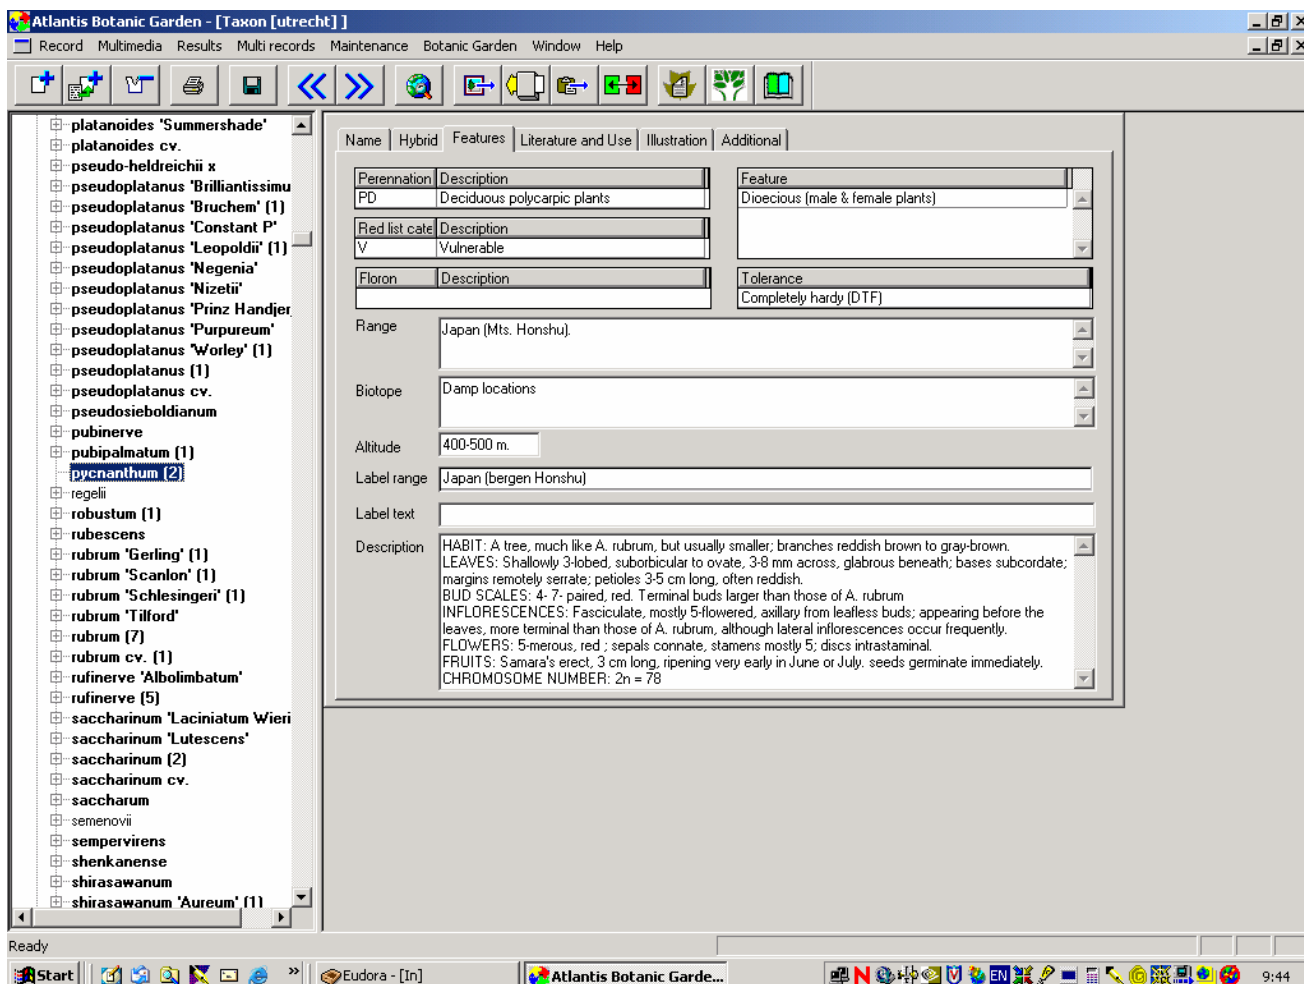 Atlantis Botanic Garden - [Taxon [utrecht] ]
Record Multimedia Results Multi records Maintenance Botanic Garden Window Help
platanoides 'Summershade'
platanoides cv.
pseudo-heldreichii x
pseudoplatanus 'Brilliantissimu
pseudoplatanus 'Bruchem' (1)
pseudoplatanus 'Constant P'
pseudoplatanus 'Leopoldii' (1)
pseudoplatanus 'Negenia'
pseudoplatanus 'Nizetii'
pseudoplatanus 'Prinz Handjer
pseudoplatanus 'Purpureum'
pseudoplatanus 'Worley' (1)
pseudoplatanus (1)
pseudoplatanus cv.
pseudosieboldianum
pubinerve
pubipalmatum (1)
pycnanthum (2)
regelii
robustum (1)
rubescens
rubrum 'Gerling' (1)
rubrum 'Scanlon' (1)
rubrum 'Schlesingeri' (1)
rubrum 'Tilford'
rubrum (7)
rubrum cv. (1)
rufinerve 'Albolimbatum'
rufinerve (5)
saccharinum 'Laciniatum Wieri
saccharinum 'Lutescens'
saccharinum (2)
saccharinum cv.
saccharum
semenovii
sempervirens
shenkanense
shirasawanum
shirasawanum 'Aureum' (1)
Name Hybrid Features Literature and Use Illustration Additional
Perennation Description
PD Deciduous polycarpic plants
Feature
Dioecious (male & female plants)
Red list cate Description
V Vulnerable
Floron Description
Tolerance
Completely hardy (DTF)
Range Japan (Mts. Honshu).
Biotope Damp locations
Altitude 400-500 m.
Label range Japan (bergen Honshu)
Label text
Description HABIT: A tree, much like A. rubrum, but usually smaller; branches reddish brown to gray-brown.
LEAVES: Shallowly 3-lobed, suborbicular to ovate, 3-8 mm across, glabrous beneath; bases subcordate;
margins remotely serrate; petioles 3-5 cm long, often reddish.
BUD SCALES: 4- 7- paired, red. Terminal buds larger than those of A. rubrum
INFLORESCENCES: Fasciculate, mostly 5-flowered, axillary from leafless buds; appearing before the
leaves, more terminal than those of A. rubrum, although lateral inflorescences occur frequently.
FLOWERS: 5-merous, red ; sepals connate, stamens mostly 5; discs intrastaminal.
FRUITS: Samara's erect, 3 cm long, ripening very early in June or July. seeds germinate immediately.
CHROMOSOME NUMBER: 2n = 78
Ready
Start » Eudora - [In] Atlantis Botanic Garde... EN 9:44